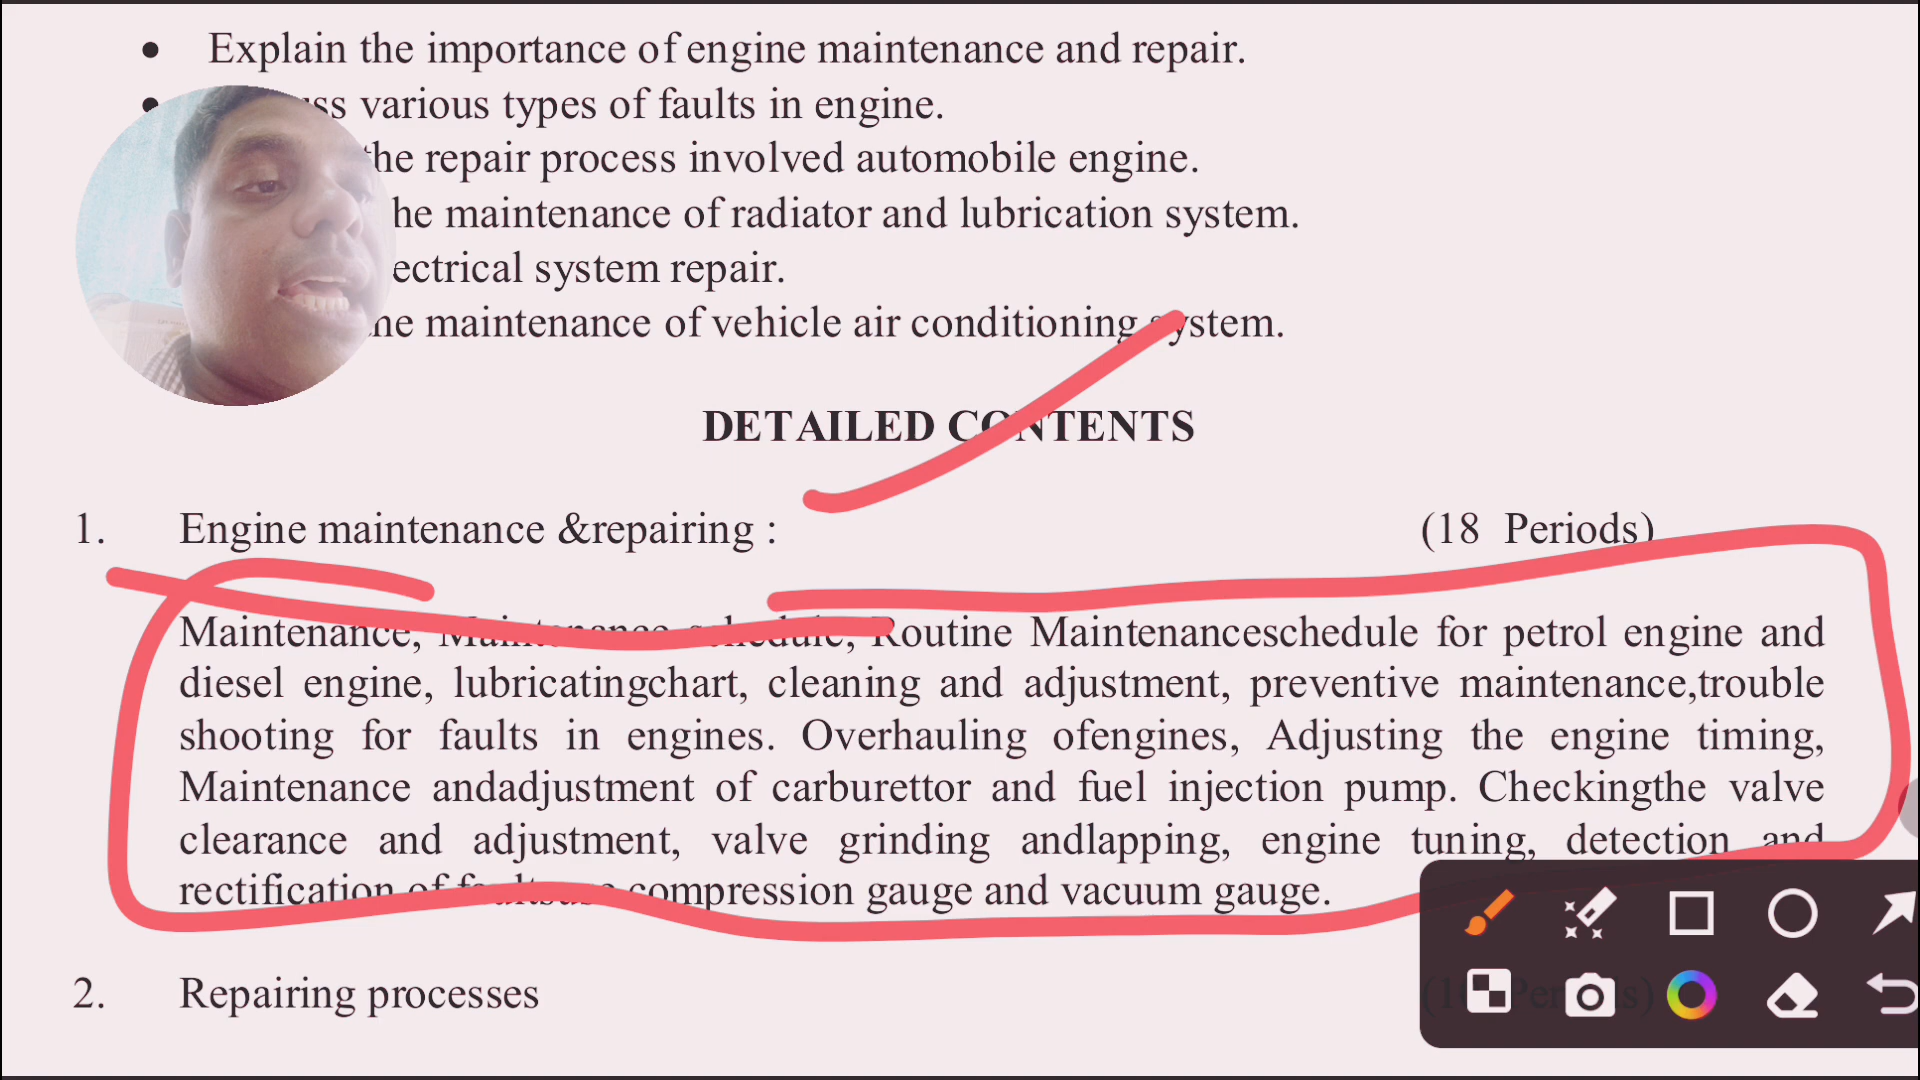 Explain the importance of engine maintenance and repair.
various types of faults in engine.
the repair process involved automobile engine.
maintenance of radiator and lubrication system.
system repair.
maintenance of vehicle air conditioning system.
DETAILED CONTENTS
1. Engine maintenance &repairing : (18 Periods)
Maintenance, Maintenance schedule, Routine Maintenanceschedule for petrol engine and
diesel engine, lubricatingchart, cleaning and adjustment, preventive maintenance,trouble
shooting for faults in engines. Overhauling ofengines, Adjusting the engine timing,
Maintenance andadjustment of carburettor and fuel injection pump. Checkingthe valve
clearance and adjustment, valve grinding andlapping, engine tuning, detection and
rectification of compression gauge and vacuum gauge.
2. Repairing processes